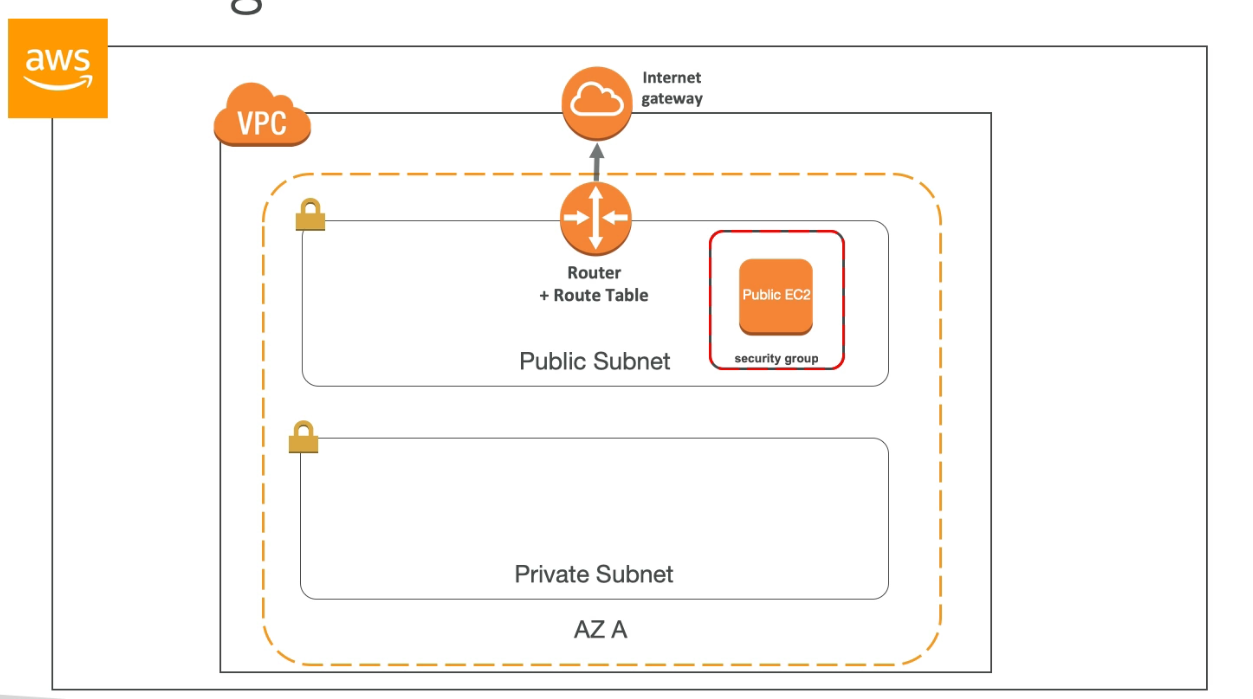 aws
Internet
gateway
VPC
Router
+ Route Table
Public EC2
security group
Public Subnet
Private Subnet
AZ A